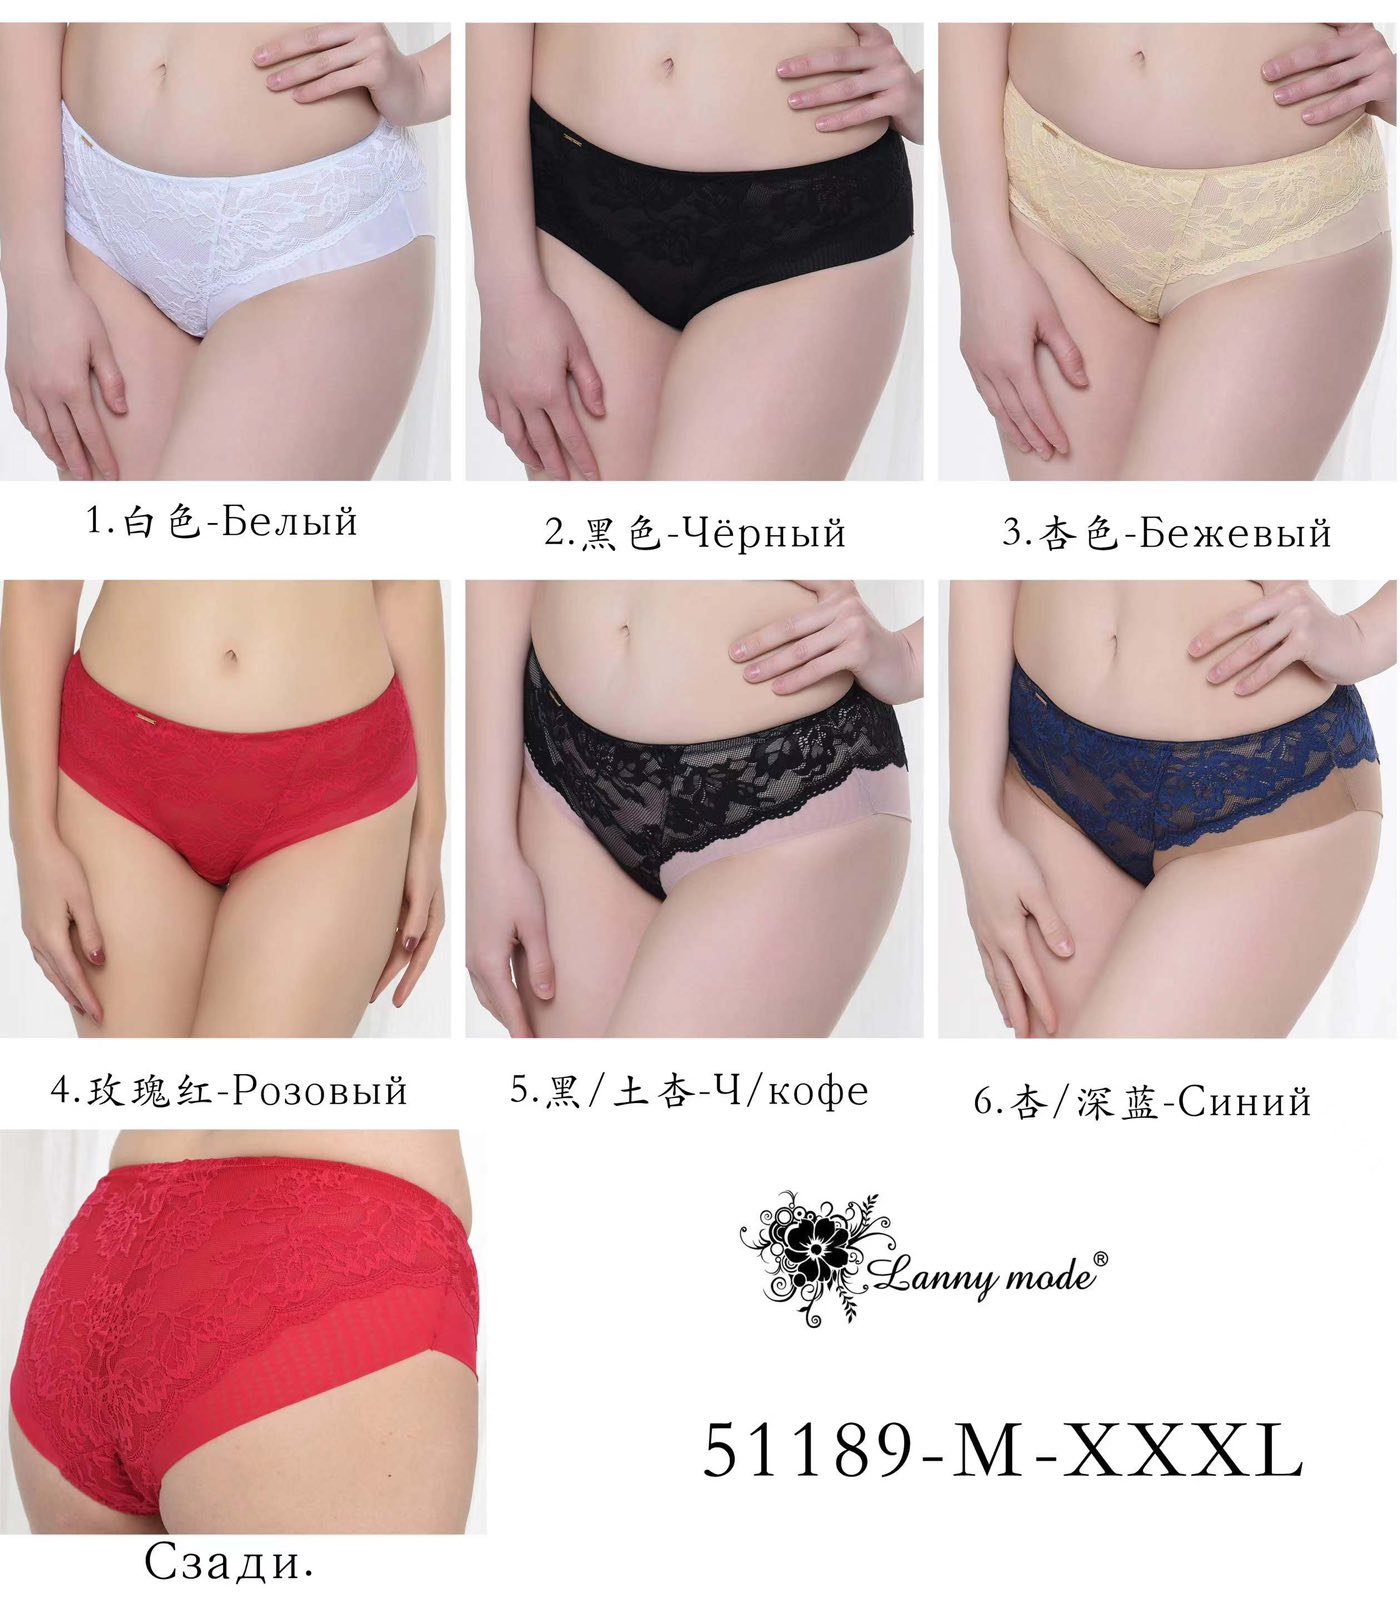 1.白色-Белый
2.黑色-Чёрный
3.杏色-Бежевый
4.玫瑰红-Розовый
5.黑/土杏-Ч/кофе
6.杏/深蓝-Синий
Lanny mode®
51189-M-XXXL
Сзади.